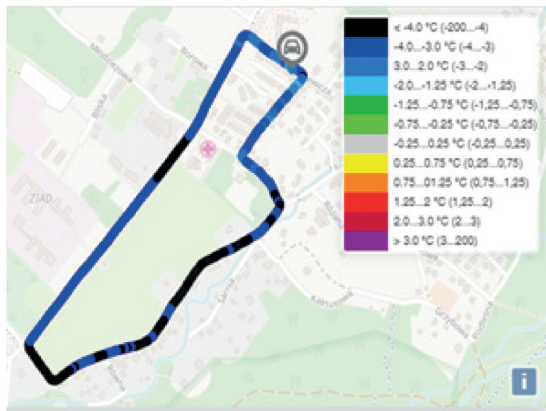 < -4.0 °C (-200...-4)
-4.0...-3.0 °C (-4...-3)
3.0...2.0 °C (-3...-2)
-2.0...-1.25 °C (-2...-1,25)
-1.25...-0.75 °C (-1,25...-0,75)
-0.75...-0.25 °C (-0,75...-0,25)
-0.25...0.25 °C (-0,25...0,25)
0.25...0.75 °C (0,25...0,75)
0.75...01.25 °C (0,75...1,25)
1.25...2 °C (1,25...2)
2.0...3.0 °C (2...3)
> 3.0 °C (3...200)
Borowa
Młodzieżowa
ZIAD
Kaktusowa
Grzybowa
i